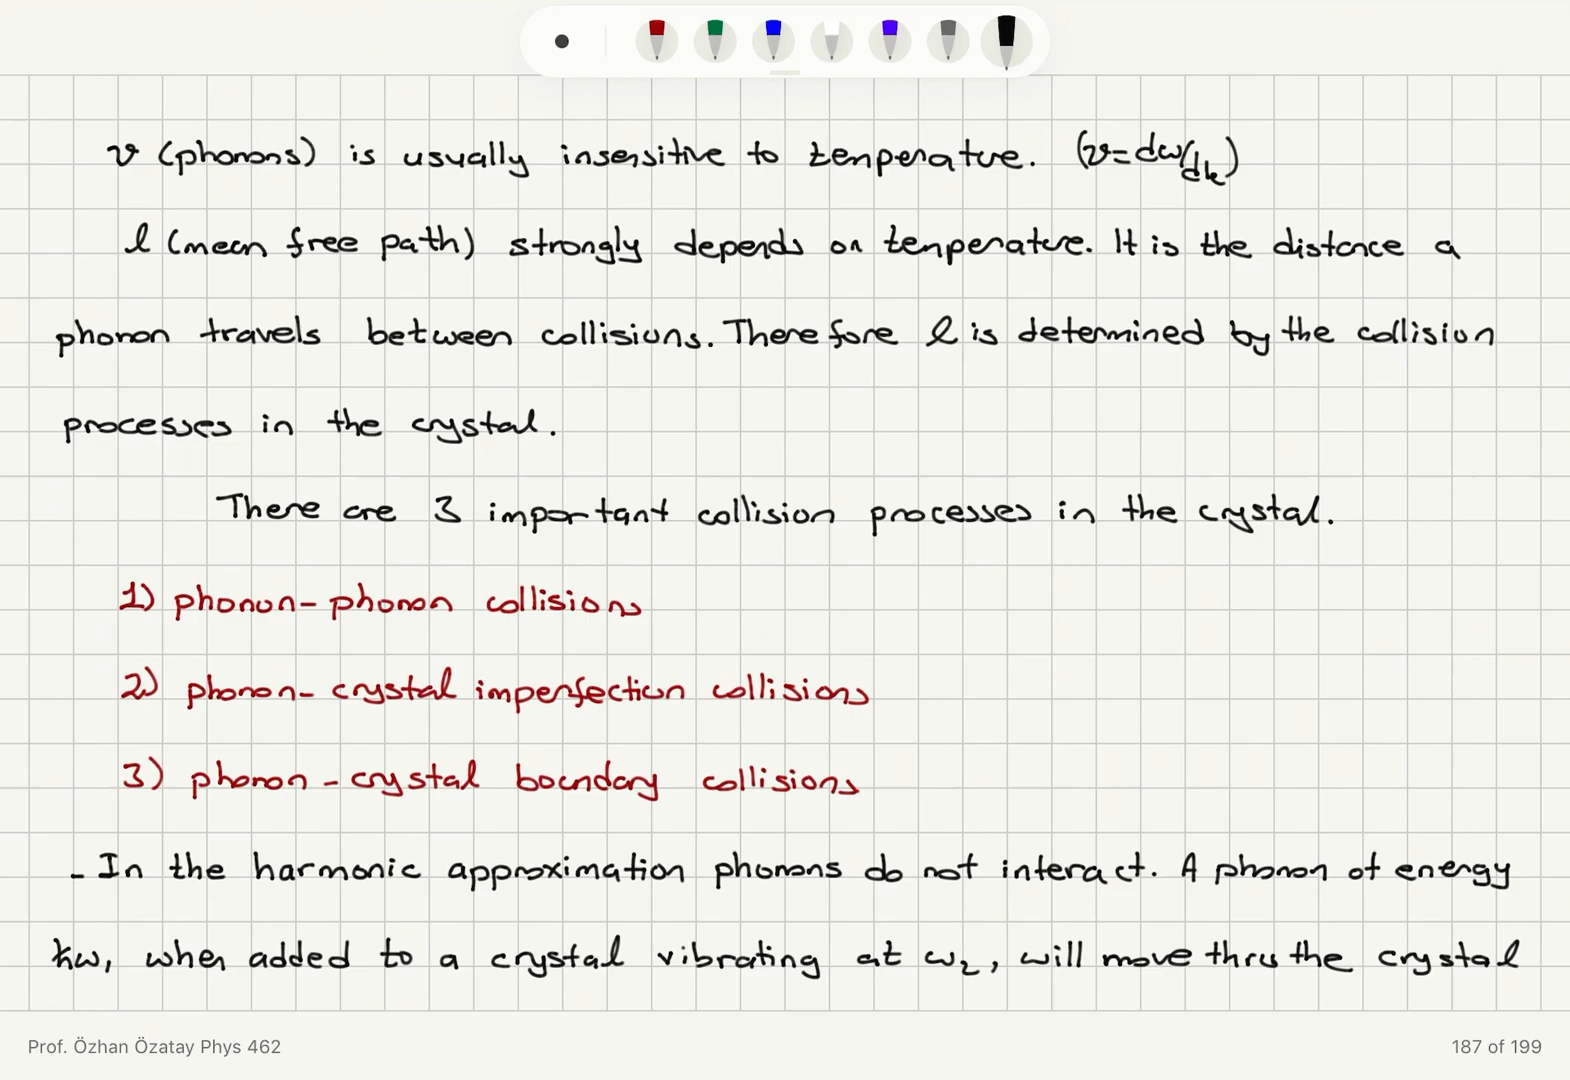 v (phonons) is usually insensitive to temperature. (v=dω/dk)
l (mean free path) strongly depends on temperature. It is the distance a
phonon travels between collisions. Therefore l is determined by the collision
processes in the crystal.
There are 3 important collision processes in the crystal.
1) phonon-phonon collisions
2) phonon-crystal imperfection collisions
3) phonon-crystal boundary collisions
- In the harmonic approximation phonons do not interact. A phonon of energy
ħω, when added to a crystal vibrating at ω₂, will move thru the crystal
Prof. Özhan Özatay Phys 462
187 of 199